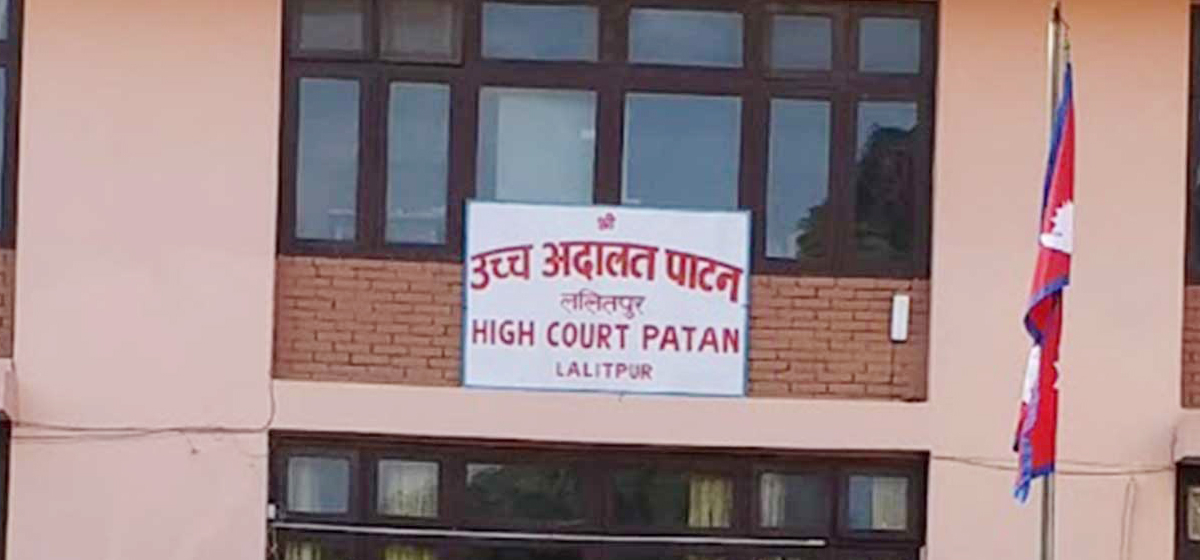 श्री
उच्च अदालत पाटन
ललितपुर
HIGH COURT PATAN
LALITPUR